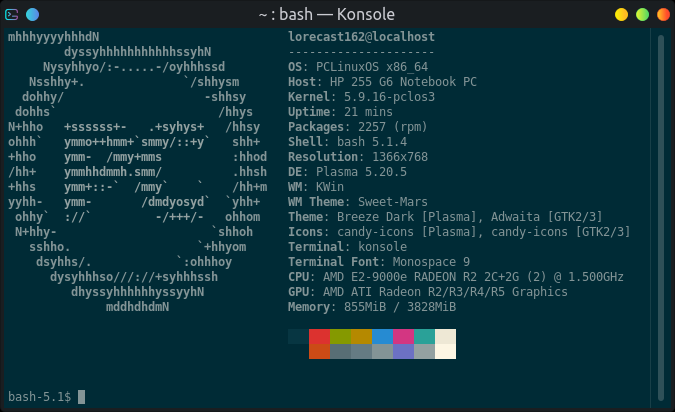 ~ : bash — Konsole
mhhhyyyyhhhdN
dyssyhhhhhhhhhhhssyhN
Nysyhhyo/:-.....-/oyhhhssd
Nsshhy+.              `/shhysm
dohhy/                    -shhsy
dohhs`                       /hhys
N+hho   +ssssss+-   .+syhys+   /hhsy
ohhh`   ymmo++hmm+`smmy/::+y`   shh+
+hho    ymm-  /mmy+mms          :hhod
/hh+    ymmhhdmmh.smm/          .hhsh
+hhs    ymm+::-`  /mmy`    `    /hh+m
yyhh-   ymm-       /dmdyosyd`  `yhh+
ohhy`  ://`         -/+++/-   ohhom
N+hhy-                      `shhoh
sshho.                  `+hhyom
dsyhhs/.            `:ohhhoy
dysyhhhso///://+syhhhssh
dhyssyhhhhhhyssyyhN
mddhdhdmN
lorecast162@localhost
---------------------
OS: PCLinuxOS x86_64
Host: HP 255 G6 Notebook PC
Kernel: 5.9.16-pclos3
Uptime: 21 mins
Packages: 2257 (rpm)
Shell: bash 5.1.4
Resolution: 1366x768
DE: Plasma 5.20.5
WM: KWin
WM Theme: Sweet-Mars
Theme: Breeze Dark [Plasma], Adwaita [GTK2/3]
Icons: candy-icons [Plasma], candy-icons [GTK2/3]
Terminal: konsole
Terminal Font: Monospace 9
CPU: AMD E2-9000e RADEON R2 2C+2G (2) @ 1.500GHz
GPU: AMD ATI Radeon R2/R3/R4/R5 Graphics
Memory: 855MiB / 3828MiB
bash-5.1$